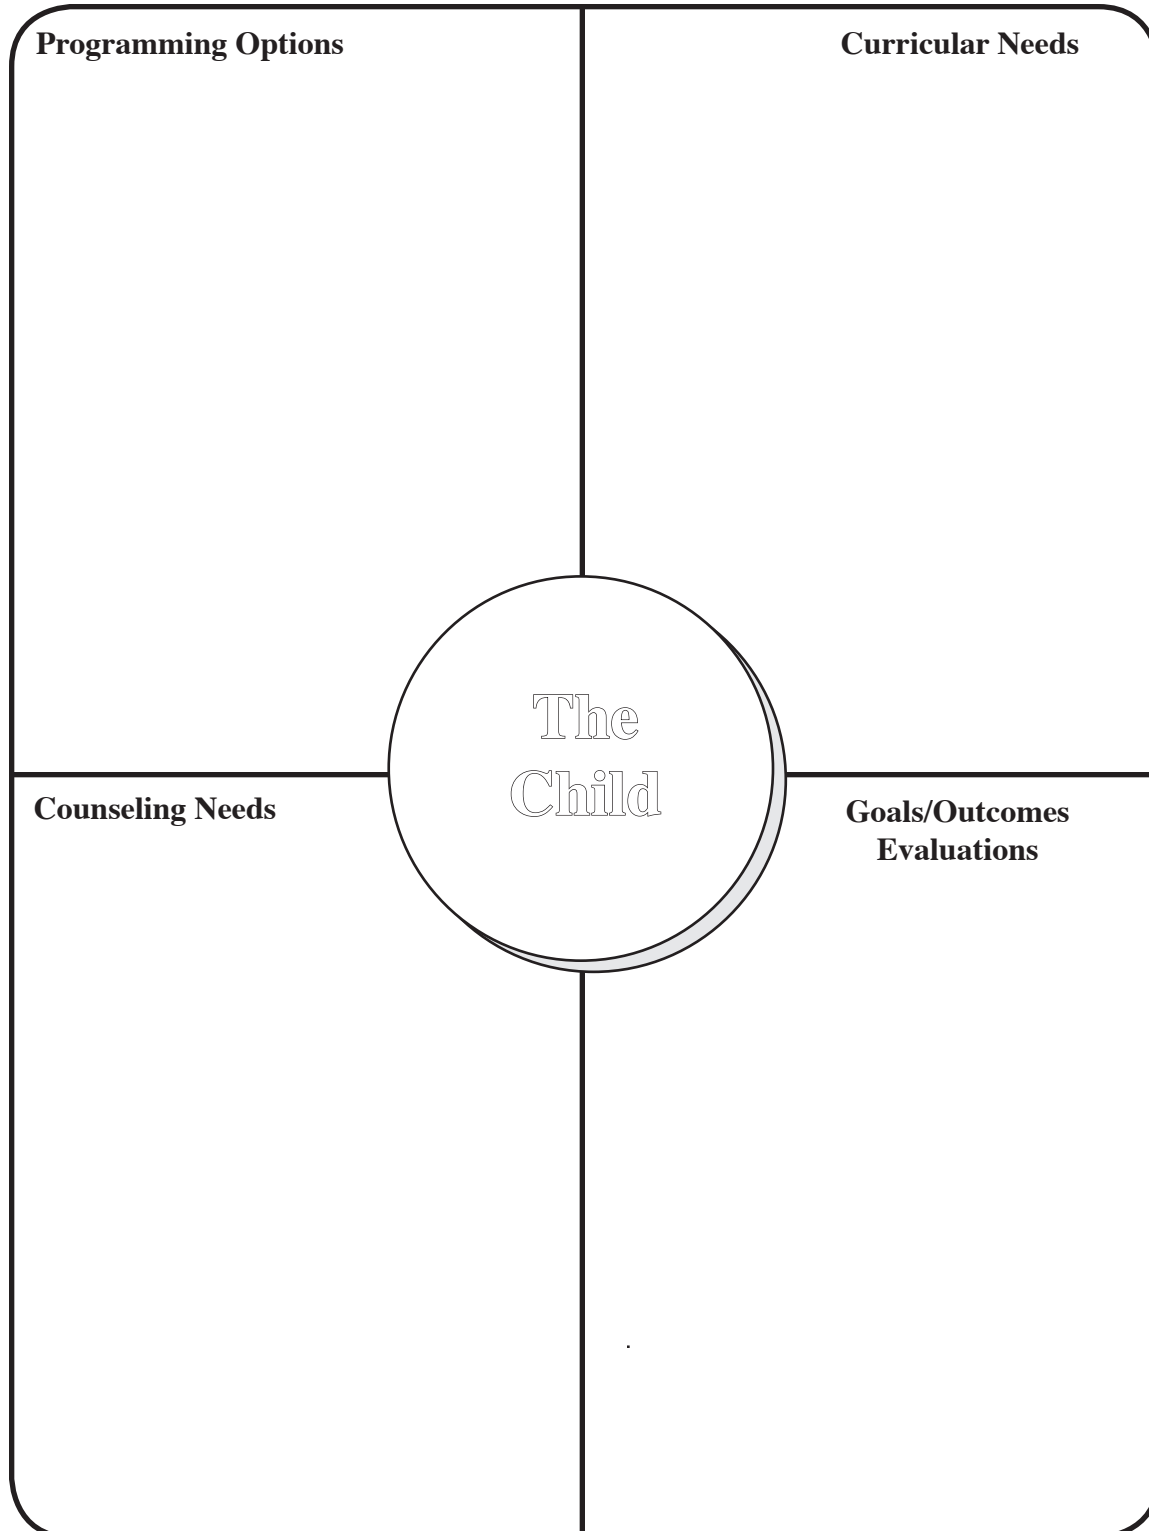 Programming Options
Curricular Needs
The
Child
Counseling Needs
Goals/Outcomes
Evaluations